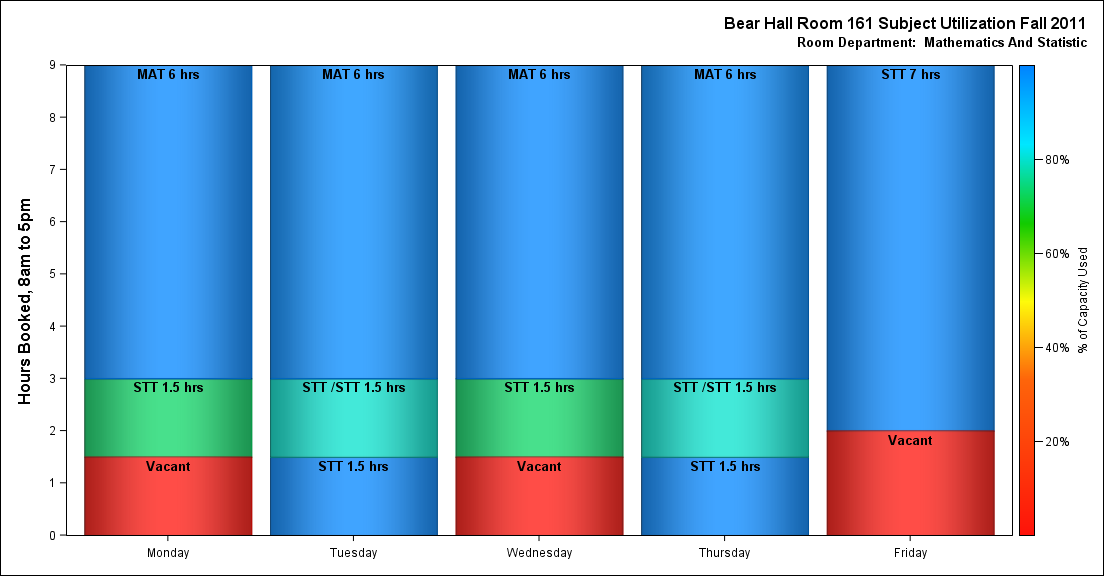 Bear Hall Room 161 Subject Utilization Fall 2011
Room Department:  Mathematics And Statistic
Hours Booked, 8am to 5pm
9
8
7
6
5
4
3
2
1
0
MAT 6 hrs
STT 1.5 hrs
Vacant
MAT 6 hrs
STT /STT 1.5 hrs
STT 1.5 hrs
MAT 6 hrs
STT 1.5 hrs
Vacant
MAT 6 hrs
STT /STT 1.5 hrs
STT 1.5 hrs
STT 7 hrs
Vacant
Monday
Tuesday
Wednesday
Thursday
Friday
80%
60%
40%
20%
% of Capacity Used